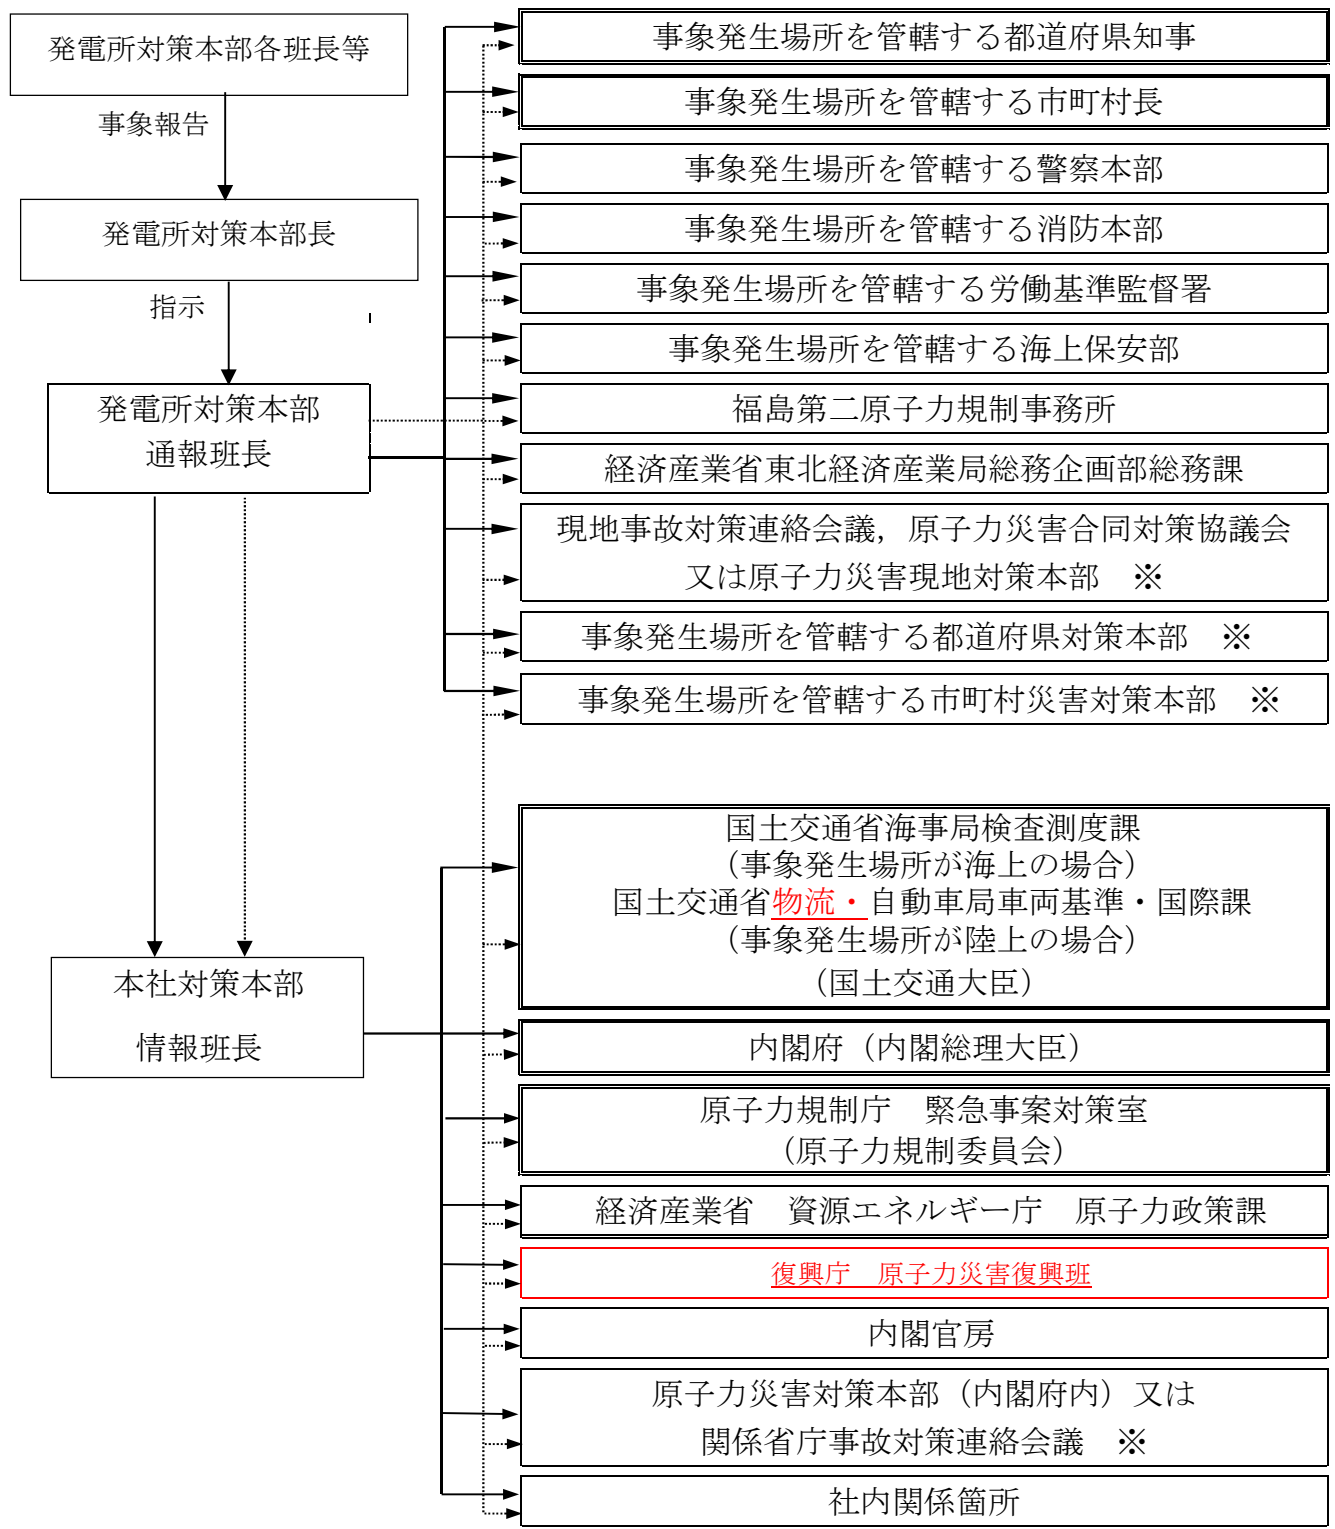 発電所対策本部各班長等
事象報告
発電所対策本部長
指示
発電所対策本部
通報班長
本社対策本部
情報班長
事象発生場所を管轄する都道府県知事
事象発生場所を管轄する市町村長
事象発生場所を管轄する警察本部
事象発生場所を管轄する消防本部
事象発生場所を管轄する労働基準監督署
事象発生場所を管轄する海上保安部
福島第二原子力規制事務所
経済産業省東北経済産業局総務企画部総務課
現地事故対策連絡会議，原子力災害合同対策協議会
又は原子力災害現地対策本部　※
事象発生場所を管轄する都道府県対策本部　※
事象発生場所を管轄する市町村災害対策本部　※
国土交通省海事局検査測度課
（事象発生場所が海上の場合）
国土交通省物流・自動車局車両基準・国際課
（事象発生場所が陸上の場合）
（国土交通大臣）
内閣府（内閣総理大臣）
原子力規制庁　緊急事案対策室
（原子力規制委員会）
経済産業省　資源エネルギー庁　原子力政策課
復興庁　原子力災害復興班
内閣官房
原子力災害対策本部（内閣府内）又は
関係省庁事故対策連絡会議　※
社内関係箇所